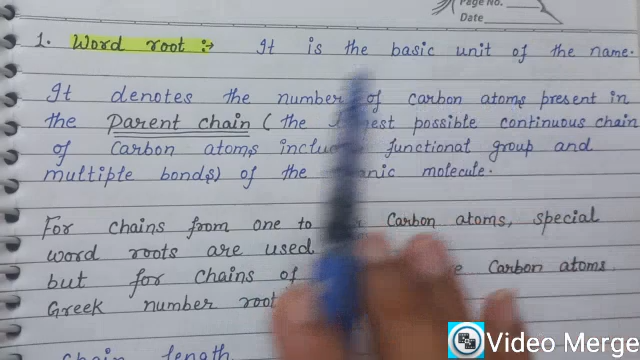 Page No.
Date
1. Word root :- It is the basic unit of the name.
It denotes the number of carbon atoms present in
the Parent chain ( the possible continuous chain
of Carbon atoms functional group and
multiple bonds) of the molecule.
For chains from one to Carbon atoms, special
word roots are used
but for chains of Carbon atoms
Greek number root
chain length
Video Merge